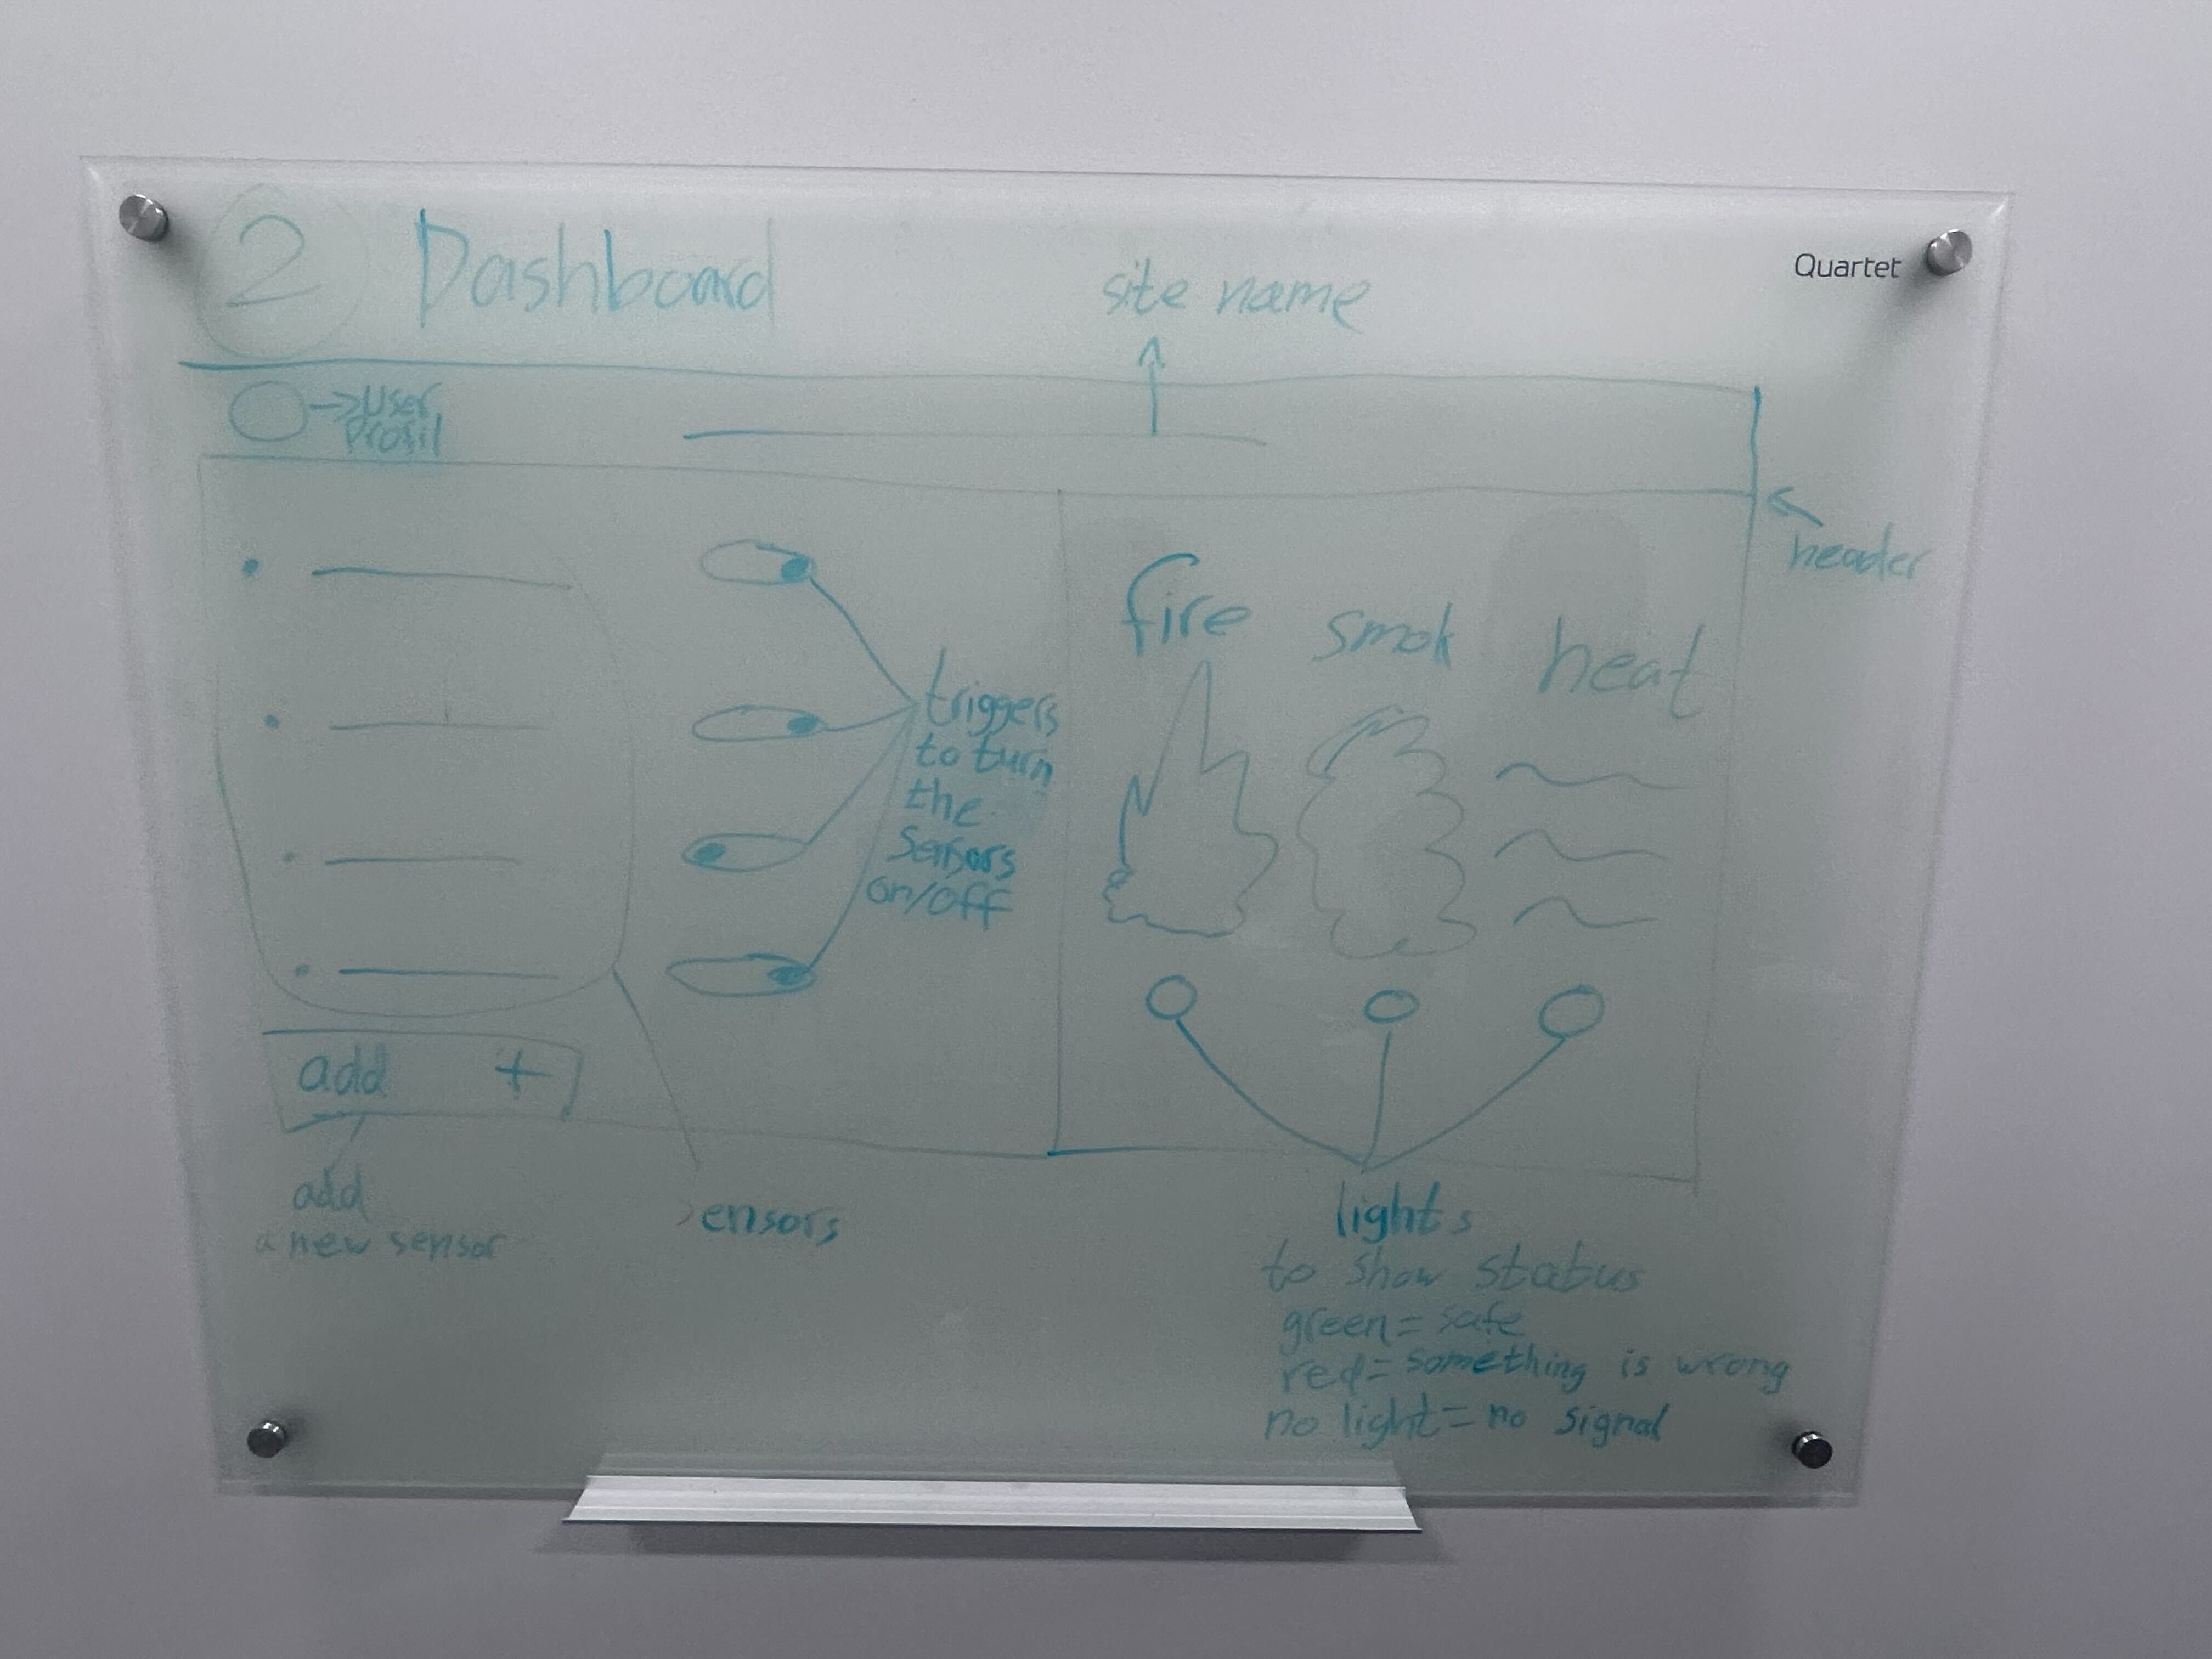 2 Dashboard
site name
Quartet
User
Profil
header
fire smok heat
triggers
to turn
the
sensors
on/off
add +
add
a new sensor
sensors
lights
to show status
green = safe
red = something is wrong
no light = no signal